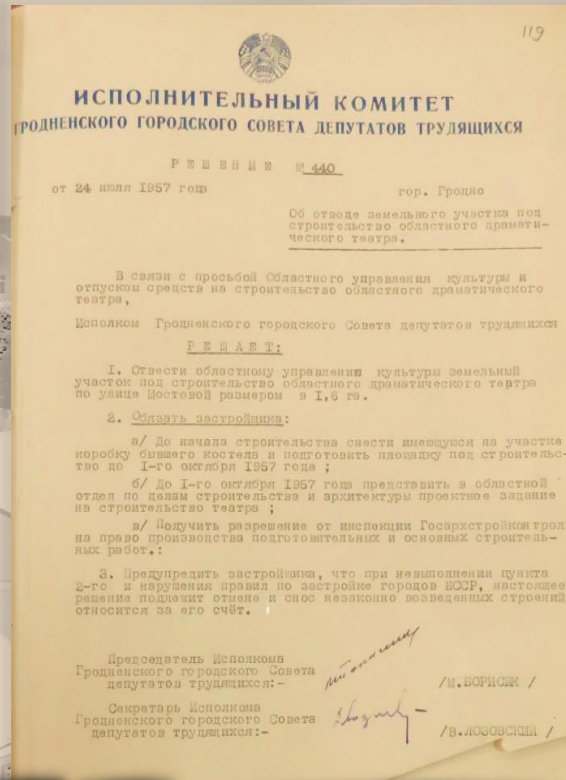 119
ИСПОЛНИТЕЛЬНЫЙ КОМИТЕТ
ГРОДНЕНСКОГО ГОРОДСКОГО СОВЕТА ДЕПУТАТОВ ТРУДЯЩИХСЯ
РЕШЕНИЕ № 440
от 24 июля 1957 года
гор. Гродно
Об отводе земельного участка под
строительство областного драмати-
ческого театра.
В связи с просьбой Областного управления культуры и
отпуском средств на строительство областного драматического
театра,
Исполком Гродненского городского Совета депутатов трудящихся
РЕШАЕТ:
1. Отвести областному управлению культуры земельный
участок под строительство областного драматического театра
по улице Мостовой размером в 1,6 га.
2. Обязать застройщика:
а/ До начала строительства снести имеющуюся на участке
коробку бывшего костела и подготовить площадку под строительс-
тво до 1-го октября 1957 года ;
б/ До 1-го октября 1957 года представить в областной
отдел по делам строительства и архитектуры проектное задание
на строительство театра ;
в/ Получить разрешение от инспекции Госархстройконтрол
на право производства подготовительных и основных строитель-
ных работ.:
3. Предупредить застройщика, что при невыполнении пункта
2-го и нарушения правил по застройке городов БССР, настоящее
решение подлежит отмене и снос незаконно возведенных строений
относится за его счёт.
Председатель Исполкома
Гродненского городского Совета
депутатов трудящихся:-
/М.БОРИСИК /
Секретарь Исполкома
Гродненского городского Совета
депутатов трудящихся:-
/В.ЛОЗОВСКИЙ /